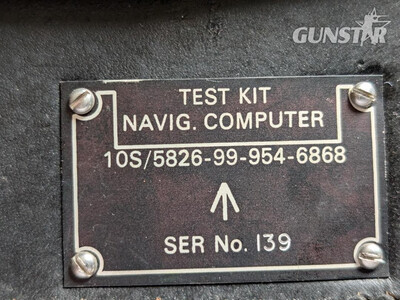 GUNSTAR
TEST KIT
NAVIG. COMPUTER
10S/5826-99-954-6868
SER No. 139